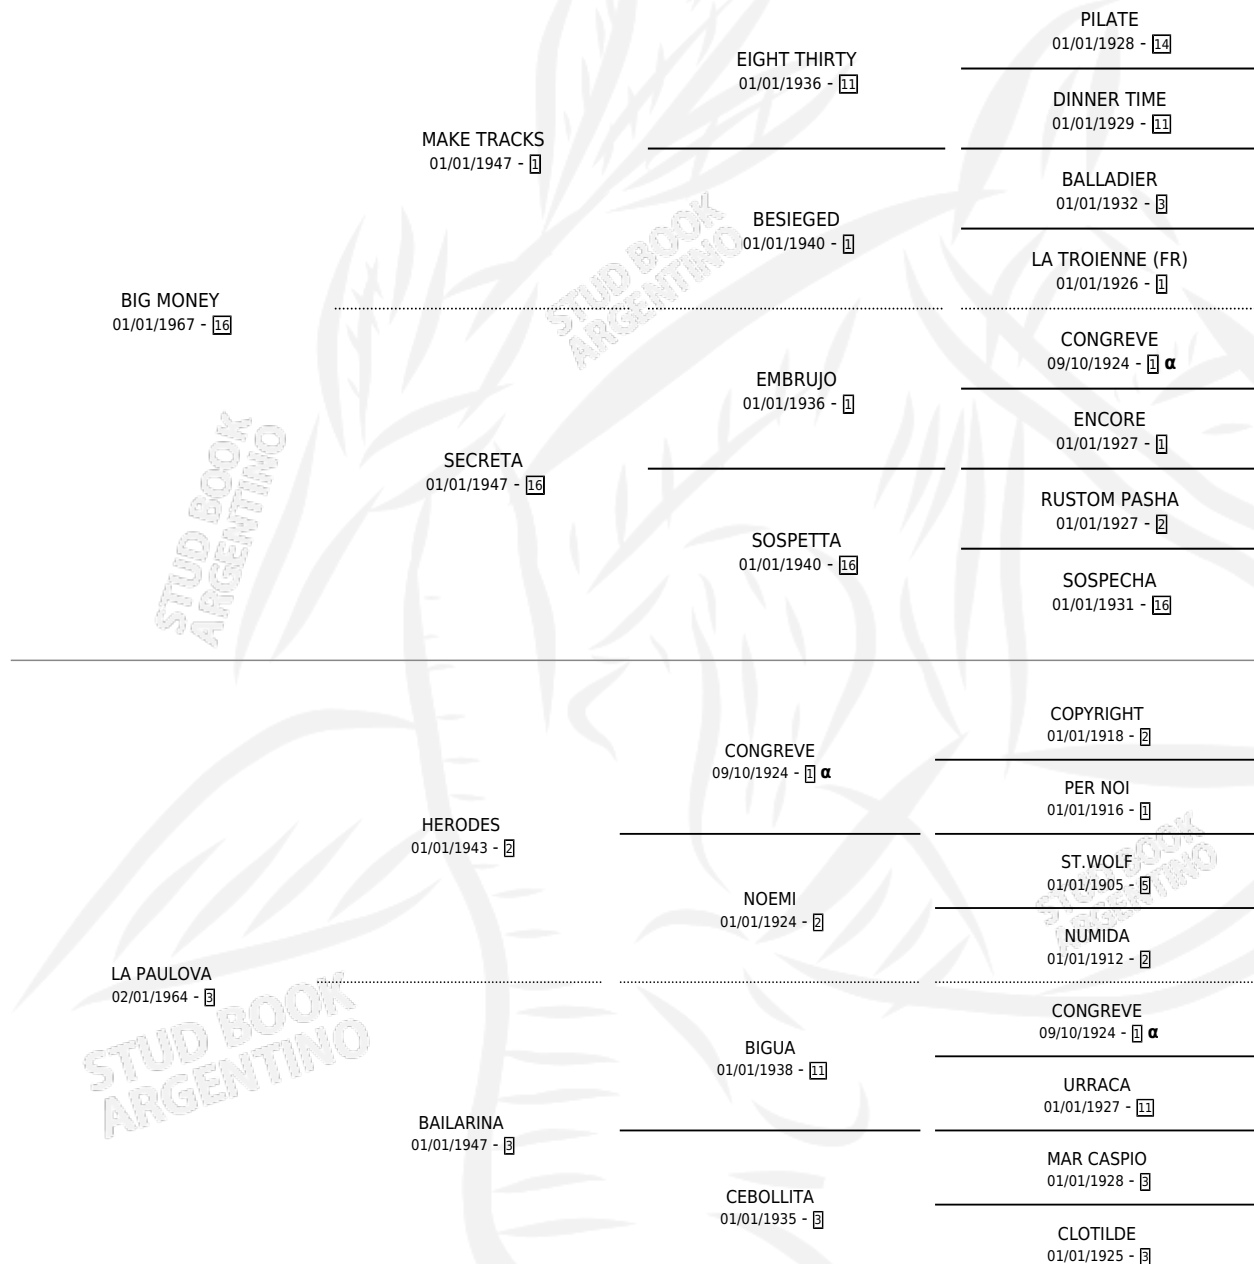 PILATE
01/01/1928 - 14
EIGHT THIRTY
01/01/1936 - 11
DINNER TIME
01/01/1929 - 11
MAKE TRACKS
01/01/1947 - 1
BALLADIER
01/01/1932 - 3
BESIEGED
01/01/1940 - 1
LA TROIENNE (FR)
01/01/1926 - 1
BIG MONEY
01/01/1967 - 16
STUD BOOK
ARGENTINO
CONGREVE
09/10/1924 - 1 α
EMBRUJO
01/01/1936 - 1
ENCORE
01/01/1927 - 1
SECRETA
01/01/1947 - 16
RUSTOM PASHA
01/01/1927 - 2
SOSPETTA
01/01/1940 - 16
SOSPECHA
01/01/1931 - 16
STUD BOOK
ARGENTINO
COPYRIGHT
01/01/1918 - 2
CONGREVE
09/10/1924 - 1 α
PER NOI
01/01/1916 - 1
HERODES
01/01/1943 - 2
ST.WOLF
01/01/1905 - 5
NOEMI
01/01/1924 - 2
NUMIDA
01/01/1912 - 2
STUD BOOK
ARGENTINO
LA PAULOVA
02/01/1964 - 3
STUD BOOK
ARGENTINO
CONGREVE
09/10/1924 - 1 α
BIGUA
01/01/1938 - 11
URRACA
01/01/1927 - 11
BAILARINA
01/01/1947 - 3
MAR CASPIO
01/01/1928 - 3
CEBOLLITA
01/01/1935 - 3
CLOTILDE
01/01/1925 - 3